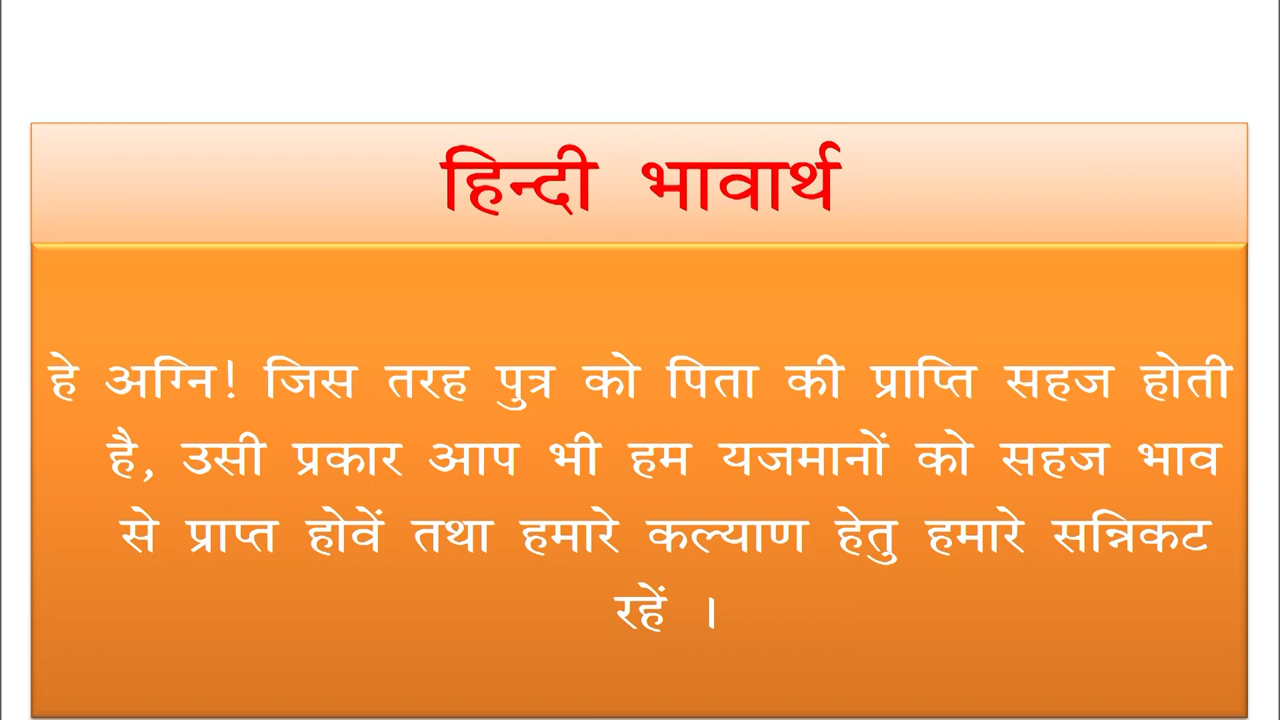 हिन्दी भावार्थ
हे अग्नि! जिस तरह पुत्र को पिता की प्राप्ति सहज होती
है, उसी प्रकार आप भी हम यजमानों को सहज भाव
से प्राप्त होवें तथा हमारे कल्याण हेतु हमारे सन्निकट
रहें ।